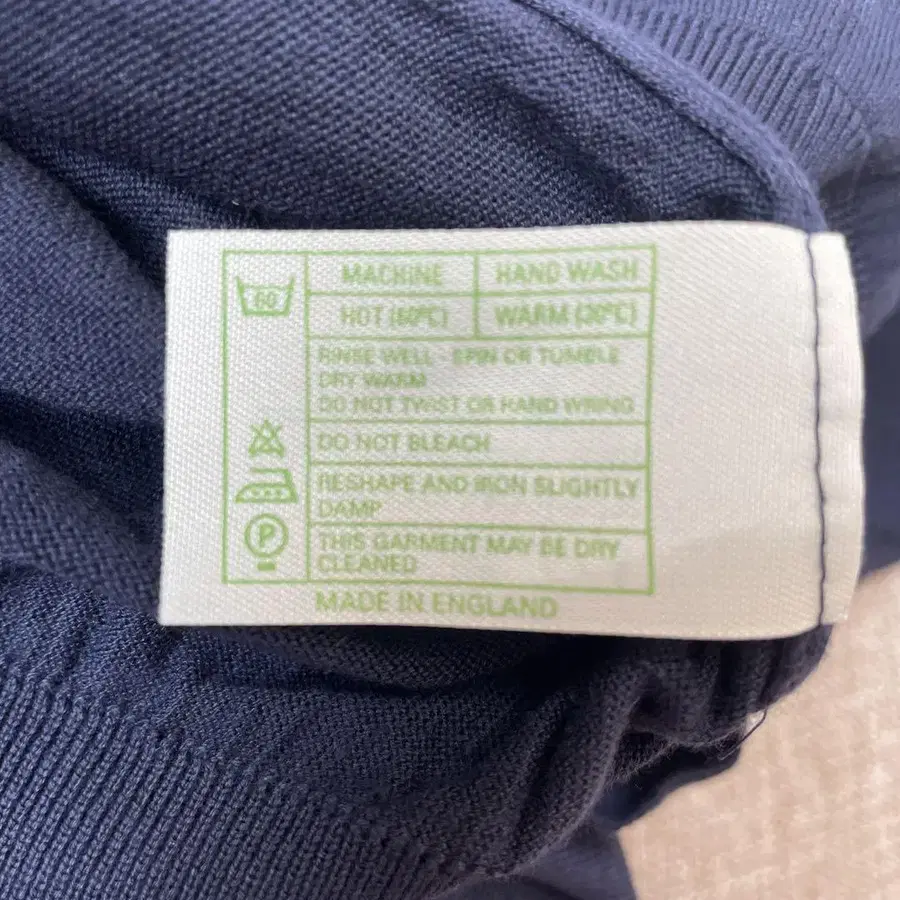 60
MACHINE
HAND WASH
HOT (60°C)
WARM (30°C)
RINSE WELL - SPIN OR TUMBLE
DRY WARM
DO NOT TWIST OR HAND WRING
DO NOT BLEACH
RESHAPE AND IRON SLIGHTLY
DAMP
P
THIS GARMENT MAY BE DRY
CLEANED
MADE IN ENGLAND